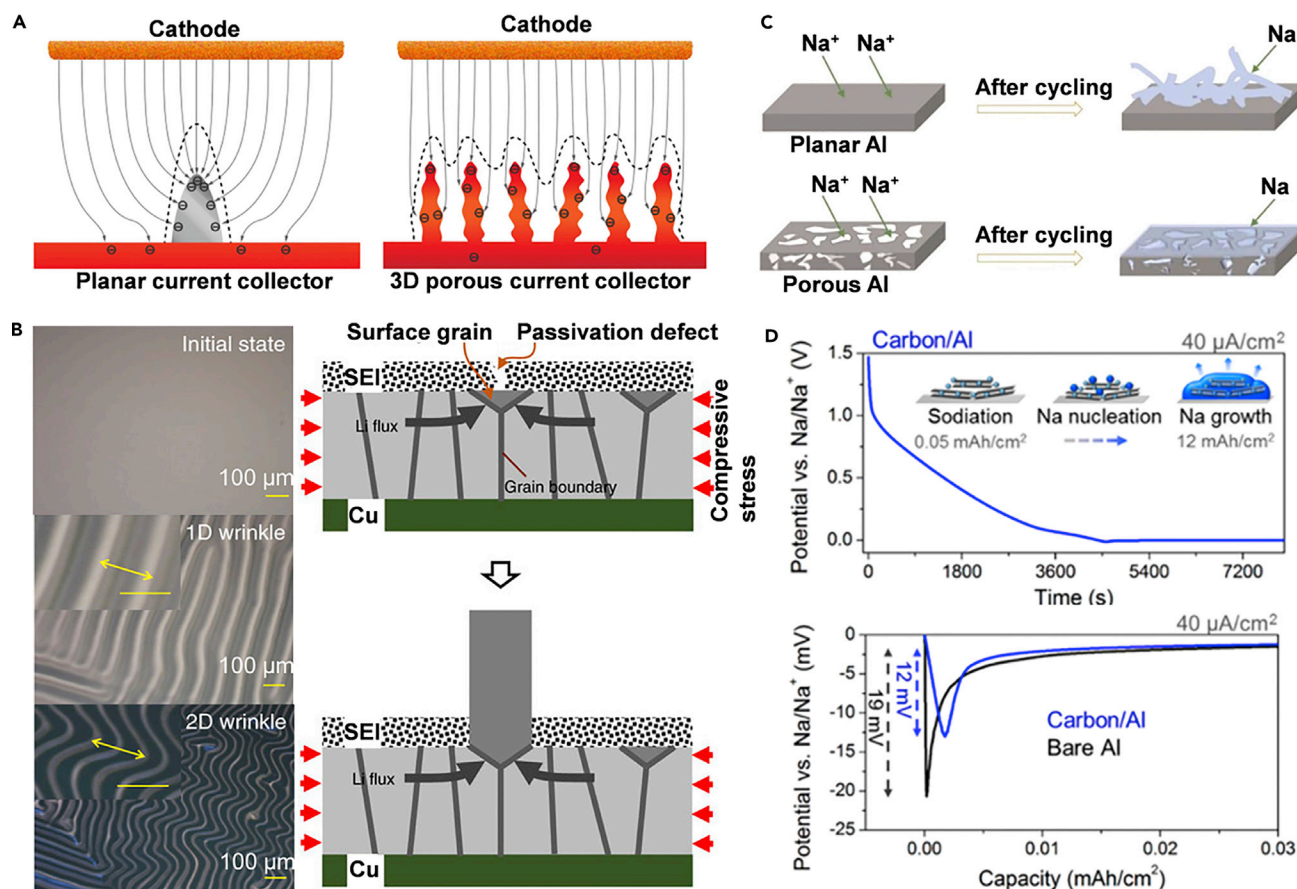 A
Cathode
Cathode
Planar current collector
3D porous current collector
B
Initial state
100 µm
1D wrinkle
100 µm
2D wrinkle
100 µm
Surface grain
Passivation defect
SEI
Li flux
Grain boundary
Cu
Compressive
stress
SEI
Li flux
Cu
C
Na⁺
Na⁺
Planar Al
After cycling
Na
Na⁺
Na⁺
Porous Al
After cycling
Na
D
Carbon/Al
40 µA/cm²
Sodiation
0.05 mAh/cm²
Na nucleation
Na growth
12 mAh/cm²
Potential vs. Na/Na⁺ (V)
1.5
1.0
0.5
0.0
0
1800
3600
5400
7200
Time (s)
40 µA/cm²
Potential vs. Na/Na⁺ (mV)
0
-5
-10
-15
-20
-25
19 mV
12 mV
Carbon/Al
Bare Al
0.00
0.01
0.02
0.03
Capacity (mAh/cm²)